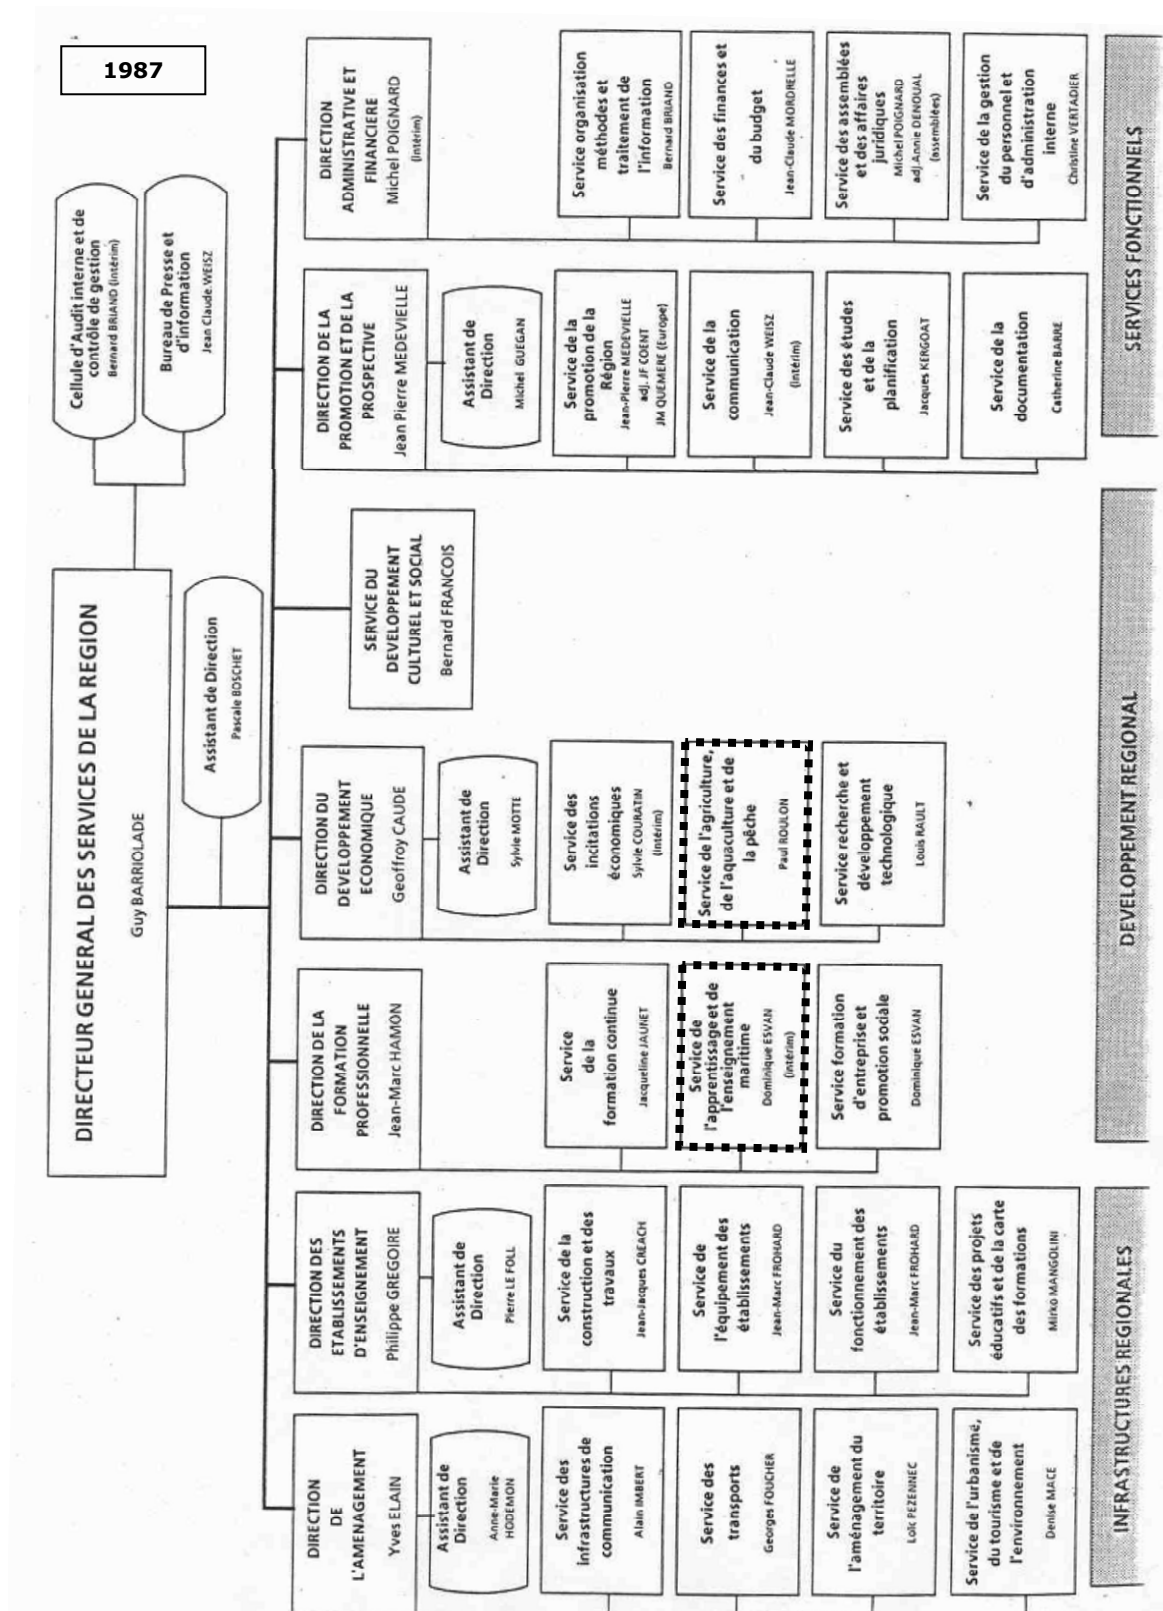 1987
DIRECTEUR GENERAL DES SERVICES DE LA REGION
Guy BARRIOLADE
Cellule d'Audit interne et de
contrôle de gestion
Bernard BRIAND (intérim)
Bureau de Presse et
d'information
Jean Claude WEISZ
Assistant de Direction
Pascale BOSCHET
DIRECTION
DE
L'AMENAGEMENT
Yves ELAIN
Assistant de
Direction
Anne-Marie
HODEMON
Service des
infrastructures de
communication
Alain IMBERT
Service des
transports
Georges FOUCHER
Service de
l'aménagement du
territoire
Loïc PEZENNEC
Service de l'urbanisme,
du tourisme et de
l'environnement
Denise MACE
DIRECTION DES
ETABLISSEMENTS
D'ENSEIGNEMENT
Philippe GREGOIRE
Assistant de
Direction
Pierre LE FOLL
Service de la
construction et des
travaux
Jean-Jacques CREACH
Service de
l'équipement des
établissements
Jean-Marc FROHARD
Service du
fonctionnement des
établissements
Jean-Marc FROHARD
Service des projets
éducatifs et de la carte
des formations
Mirko MANGOLINI
DIRECTION DE LA
FORMATION
PROFESSIONNELLE
Jean-Marc HAMON
Service
de la
formation continue
Jacqueline JAUNET
Service de
l'apprentissage et de
l'enseignement
maritime
Dominique ESVAN
(intérim)
Service formation
d'entreprise et
promotion sociale
Dominique ESVAN
DIRECTION DU
DEVELOPPEMENT
ECONOMIQUE
Geoffroy CAUDE
Assistant de
Direction
Sylvie MOTTE
Service des
incitations
économiques
Sylvie COURATIN
(intérim)
Service de l'agriculture,
de l'aquaculture et de
la pêche
Paul ROULON
Service recherche et
développement
technologique
Louis RAULT
SERVICE DU
DEVELOPPEMENT
CULTUREL ET SOCIAL
Bernard FRANCOIS
DIRECTION DE LA
PROMOTION ET DE LA
PROSPECTIVE
Jean Pierre MEDEVIELLE
Assistant de
Direction
Michel GUEGAN
Service de la
promotion de la
Région
Jean-Pierre MEDEVIELLE
adj. JF COENT
JM QUEMERE (Europe)
Service de la
communication
Jean-Claude WEISZ
(intérim)
Service des études
et de la
planification
Jacques KERGOAT
Service de la
documentation
Catherine BARRE
DIRECTION
ADMINISTRATIVE ET
FINANCIERE
Michel POIGNARD
(intérim)
Service organisation
méthodes et
traitement de
l'information
Bernard BRIAND
Service des finances et
du budget
Jean-Claude MORDRELLE
Service des assemblées
et des affaires
juridiques
Michel POIGNARD
adj. Annie DENOUAL
(assemblées)
Service de la gestion
du personnel et
d'administration
interne
Christine VERTADIER
INFRASTRUCTURES REGIONALES
DEVELOPPEMENT REGIONAL
SERVICES FONCTIONNELS